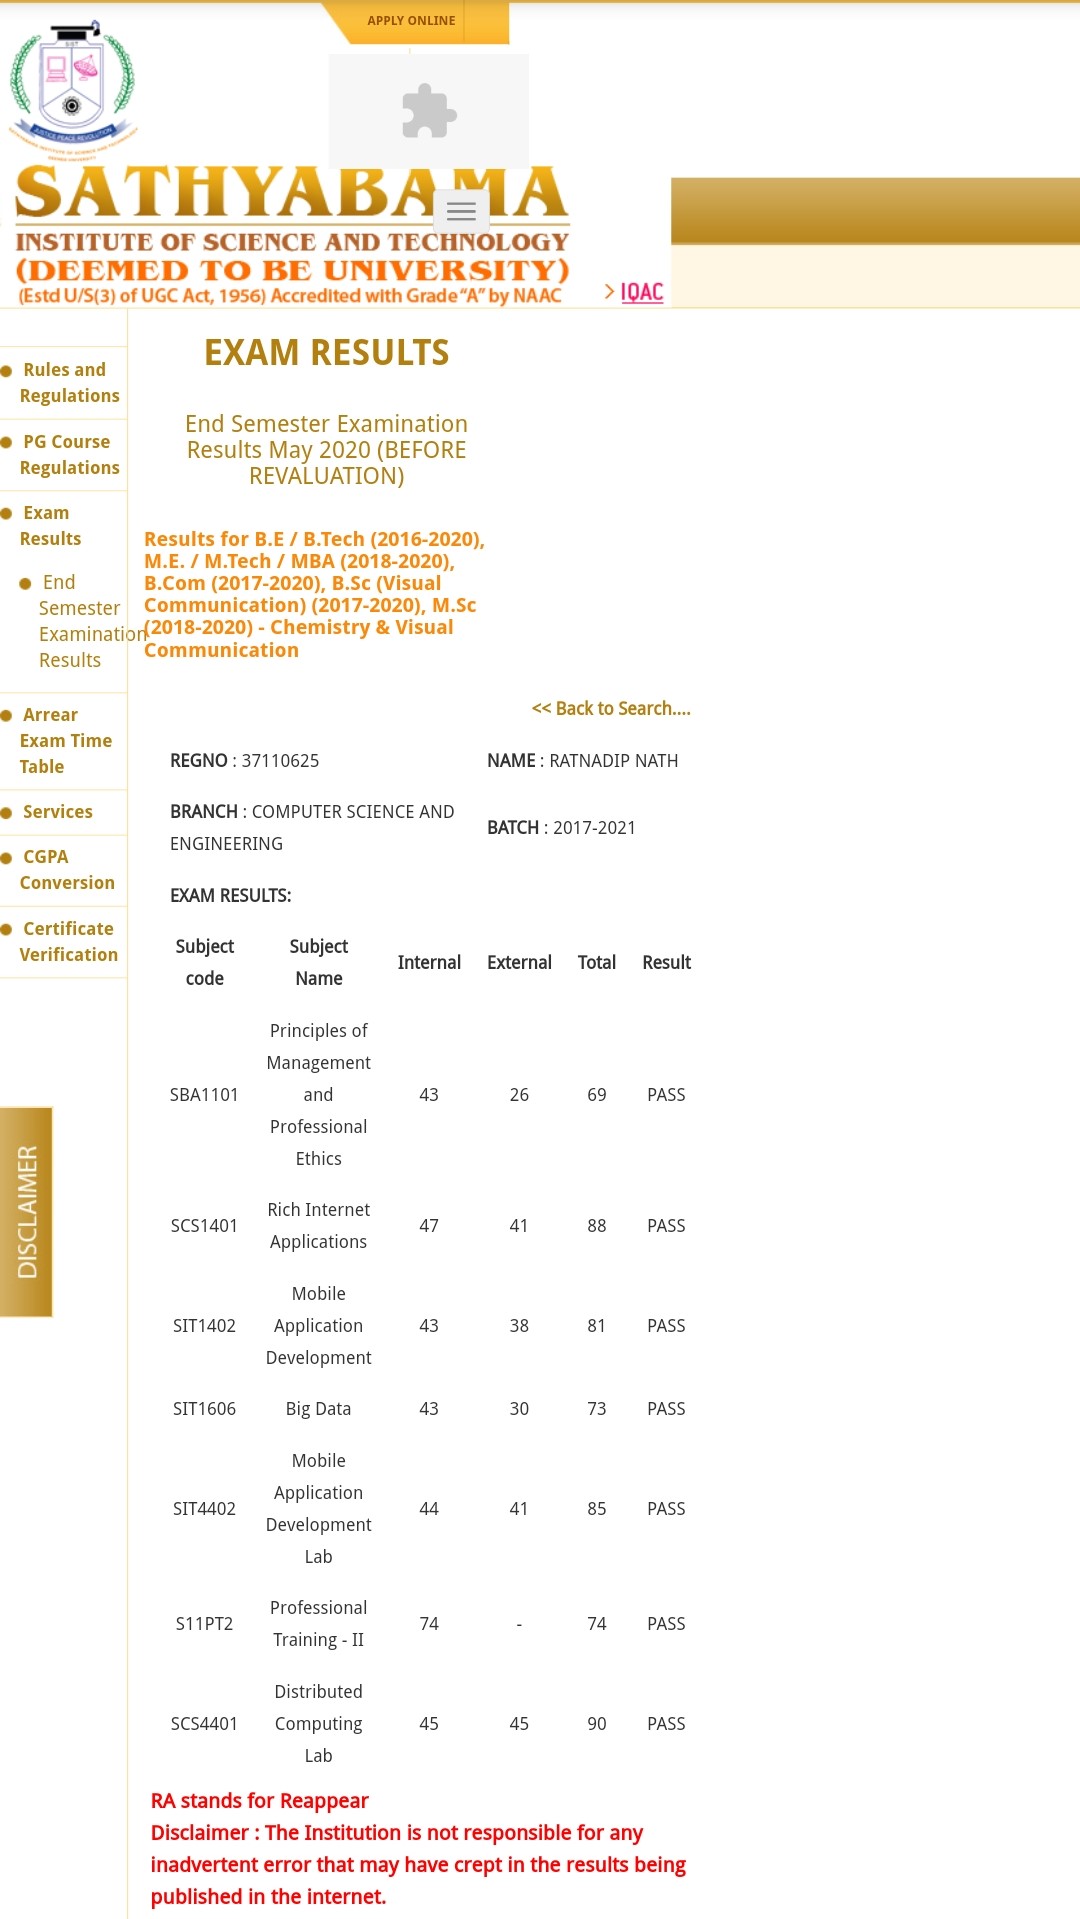 APPLY ONLINE
JUSTICE PEACE REVOLUTION
SATHYABAMA
INSTITUTE OF SCIENCE AND TECHNOLOGY
(DEEMED TO BE UNIVERSITY)
(Estd U/S(3) of UGC Act, 1956) Accredited with Grade “A” by NAAC
IQAC
Rules and
Regulations
PG Course
Regulations
Exam
Results
End
Semester
Examination
Results
Arrear
Exam Time
Table
Services
CGPA
Conversion
Certificate
Verification
DISCLAIMER
EXAM RESULTS
End Semester Examination
Results May 2020 (BEFORE
REVALUATION)
Results for B.E / B.Tech (2016-2020),
M.E. / M.Tech / MBA (2018-2020),
B.Com (2017-2020), B.Sc (Visual
Communication) (2017-2020), M.Sc
(2018-2020) - Chemistry & Visual
Communication
<< Back to Search....
REGNO : 37110625 NAME : RATNADIP NATH
BRANCH : COMPUTER SCIENCE AND
ENGINEERING
BATCH : 2017-2021
EXAM RESULTS:
Subject
code
Subject
Name
Internal External Total Result
SBA1101
Principles of
Management
and
Professional
Ethics
43 26 69 PASS
SCS1401
Rich Internet
Applications
47 41 88 PASS
SIT1402
Mobile
Application
Development
43 38 81 PASS
SIT1606 Big Data 43 30 73 PASS
SIT4402
Mobile
Application
Development
Lab
44 41 85 PASS
S11PT2
Professional
Training - II
74 - 74 PASS
SCS4401
Distributed
Computing
Lab
45 45 90 PASS
RA stands for Reappear
Disclaimer : The Institution is not responsible for any
inadvertent error that may have crept in the results being
published in the internet.